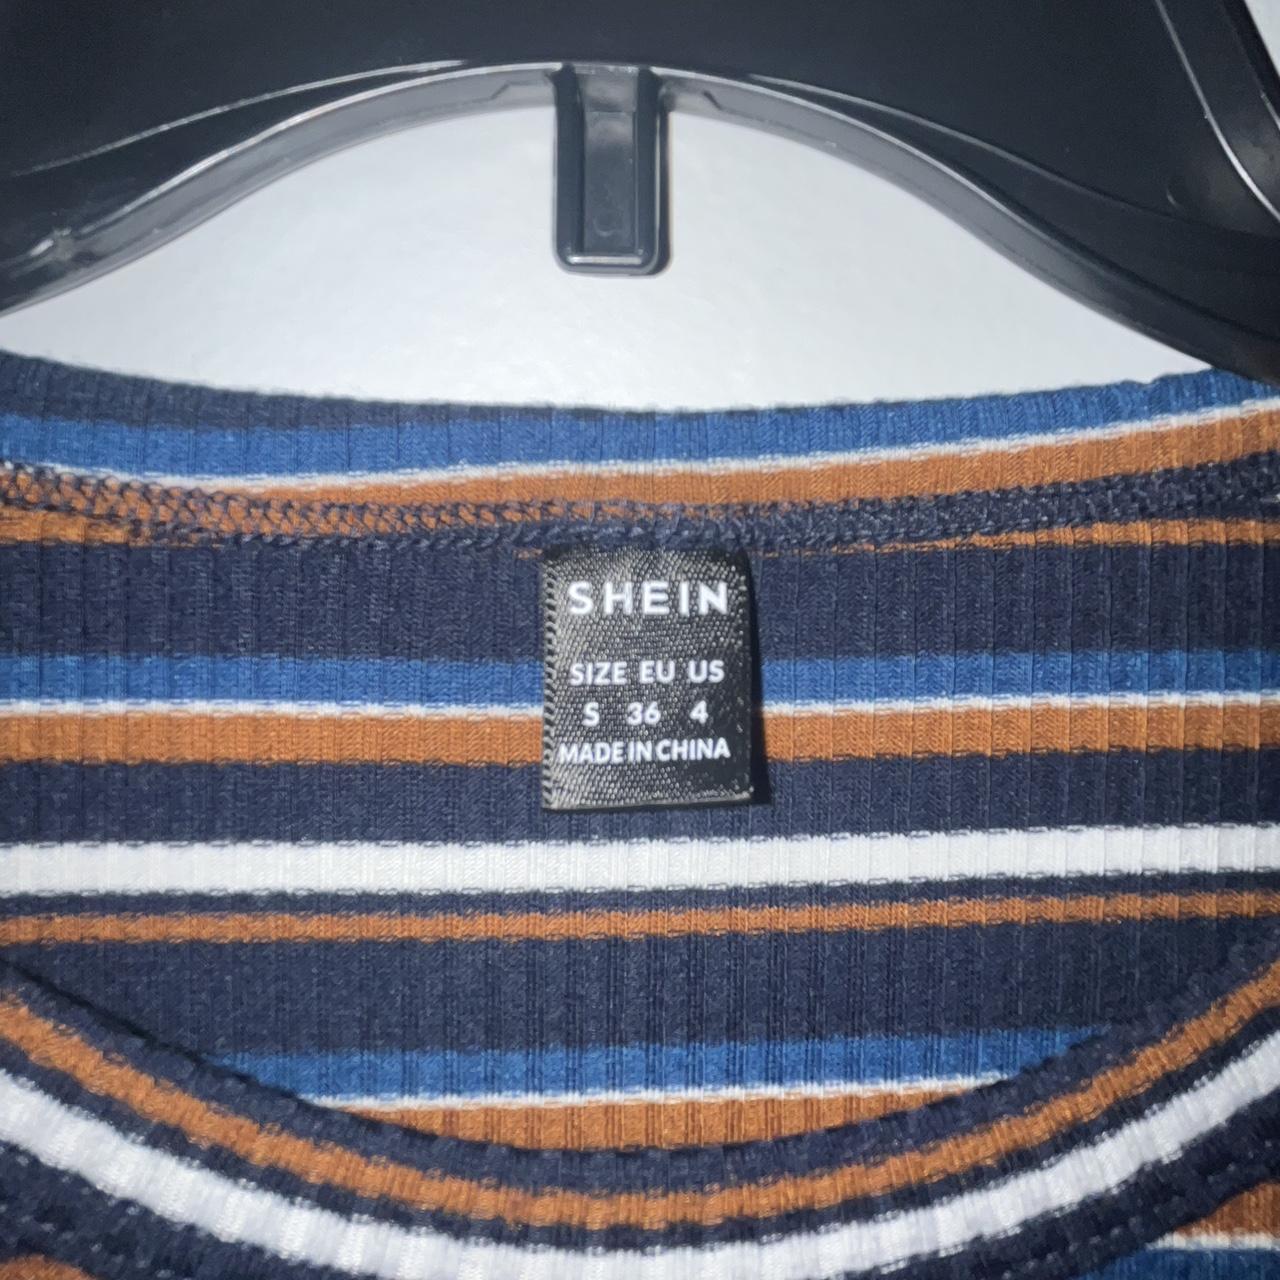 SHEIN
SIZE EU US
S 36 4
MADE IN CHINA